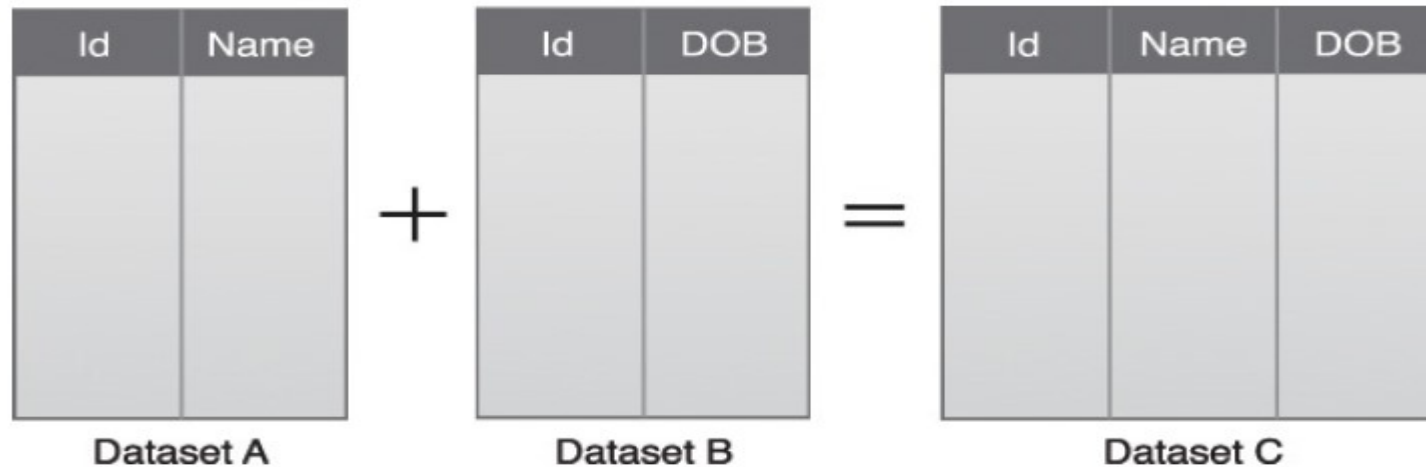 Id Name Id DOB Id Name DOB
+ =
Dataset A Dataset B Dataset C